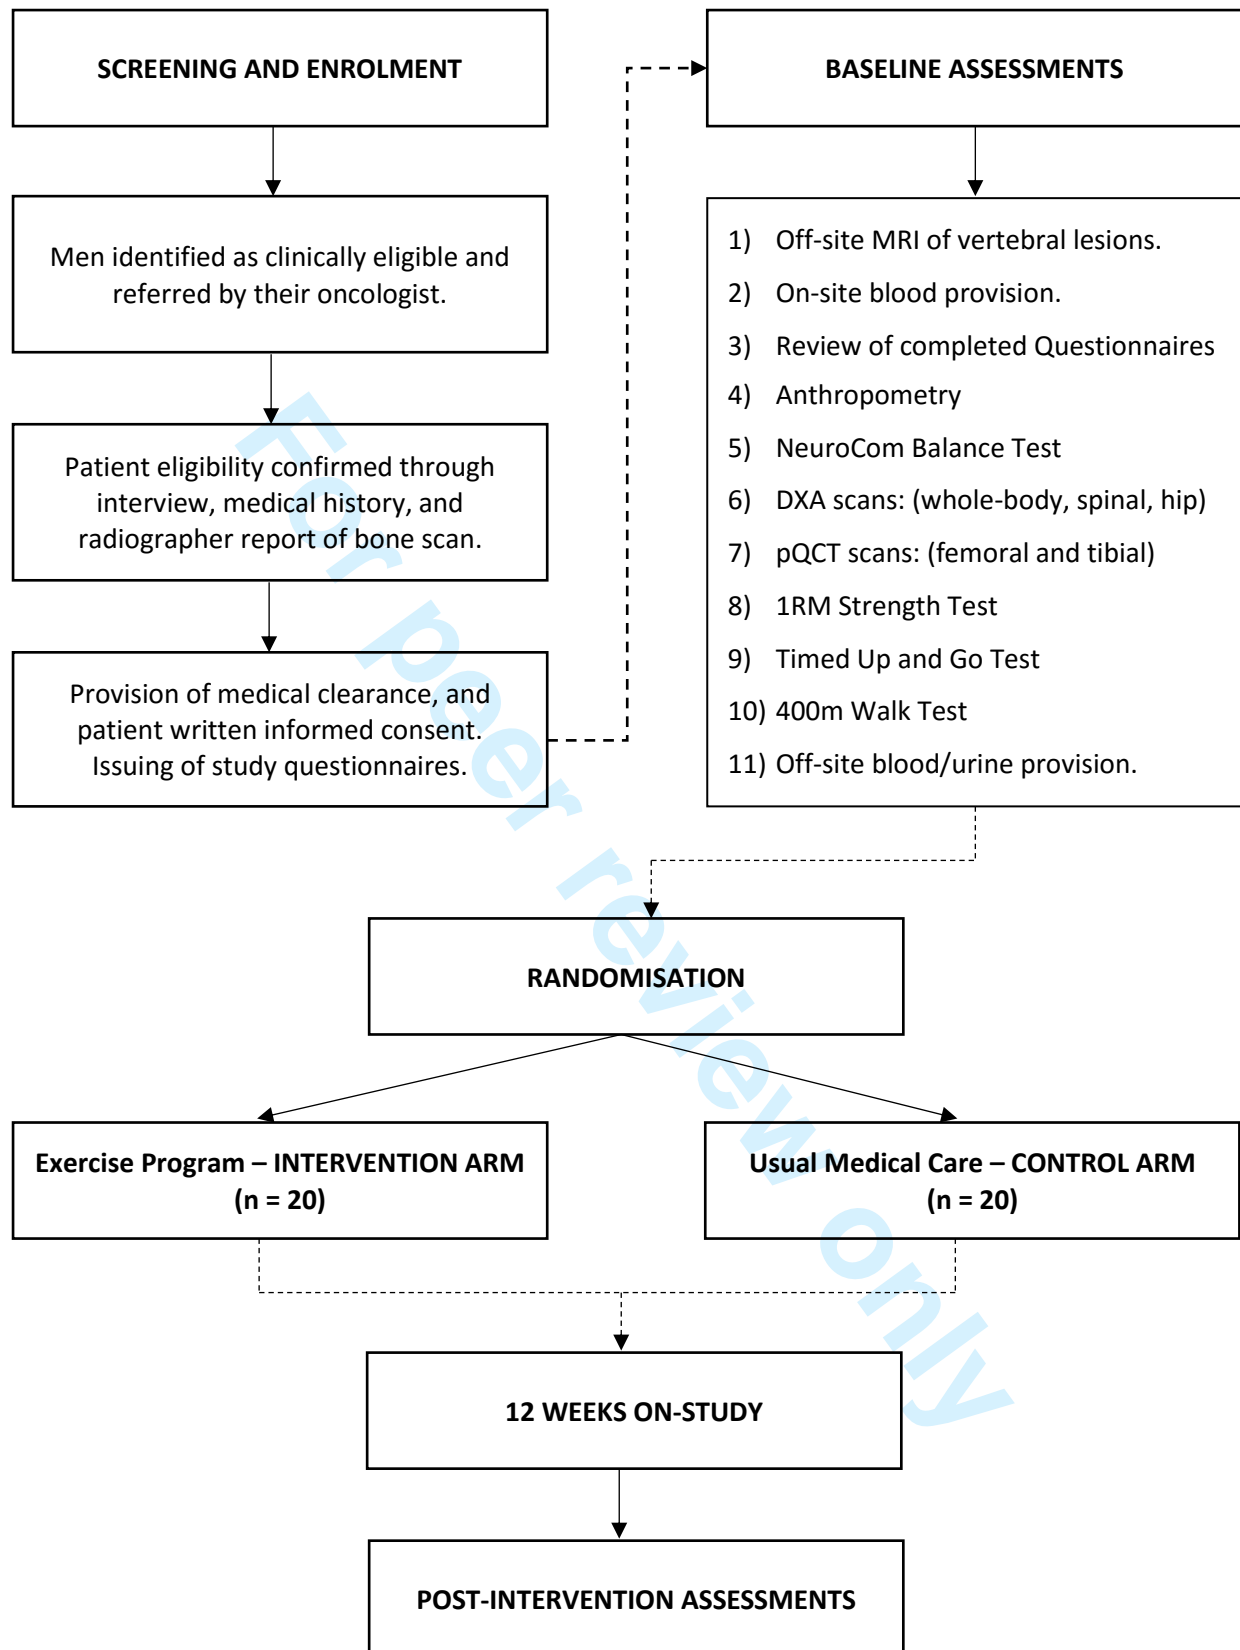 SCREENING AND ENROLMENT
Men identified as clinically eligible and
referred by their oncologist.
Patient eligibility confirmed through
interview, medical history, and
radiographer report of bone scan.
Provision of medical clearance, and
patient written informed consent.
Issuing of study questionnaires.
BASELINE ASSESSMENTS
1) Off-site MRI of vertebral lesions.
2) On-site blood provision.
3) Review of completed Questionnaires
4) Anthropometry
5) NeuroCom Balance Test
6) DXA scans: (whole-body, spinal, hip)
7) pQCT scans: (femoral and tibial)
8) 1RM Strength Test
9) Timed Up and Go Test
10) 400m Walk Test
11) Off-site blood/urine provision.
RANDOMISATION
Exercise Program – INTERVENTION ARM
(n = 20)
Usual Medical Care – CONTROL ARM
(n = 20)
12 WEEKS ON-STUDY
POST-INTERVENTION ASSESSMENTS
For peer review only